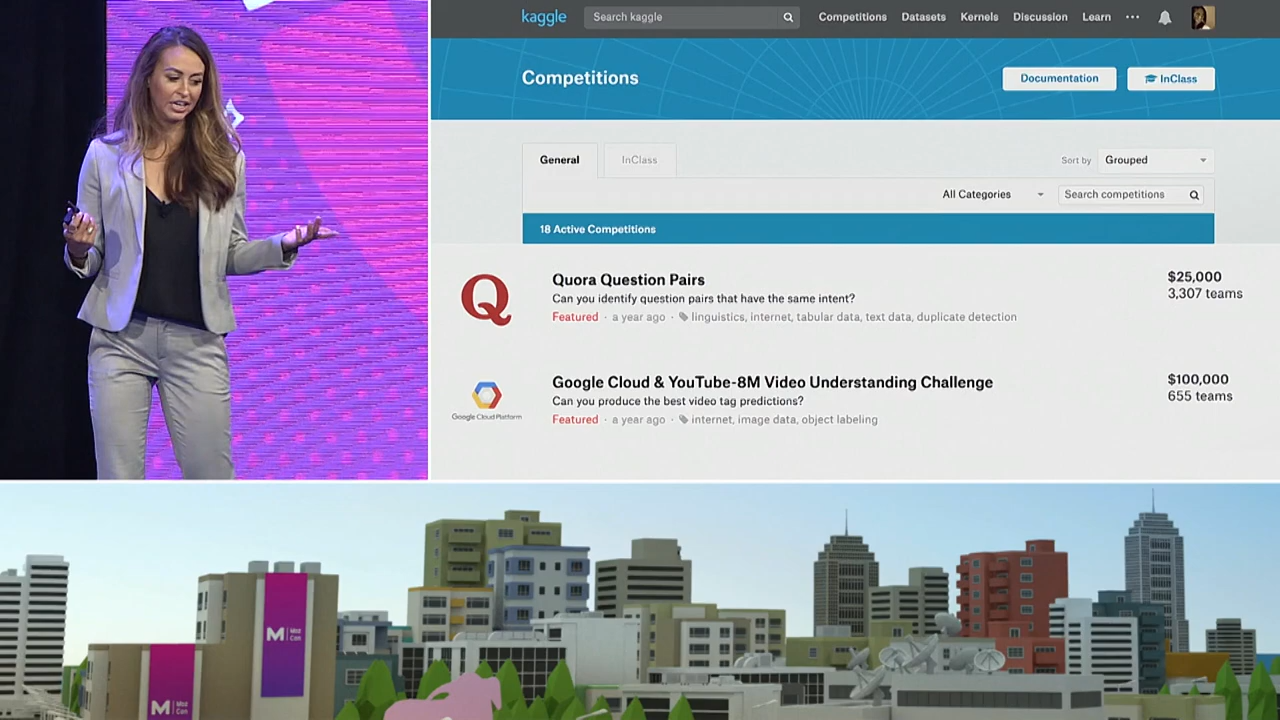 kaggle
Search kaggle
Competitions Datasets Kernels Discussion Learn
Competitions
Documentation
InClass
General
InClass
Sort by Grouped
All Categories
Search competitions
18 Active Competitions
Q
Quora Question Pairs
Can you identify question pairs that have the same intent?
Featured · a year ago · linguistics, internet, tabular data, text data, duplicate detection
$25,000
3,307 teams
Google Cloud Platform
Google Cloud & YouTube-8M Video Understanding Challenge
Can you produce the best video tag predictions?
Featured · a year ago · internet, image data, object labeling
$100,000
655 teams
M Moz
Con
M Moz
Con